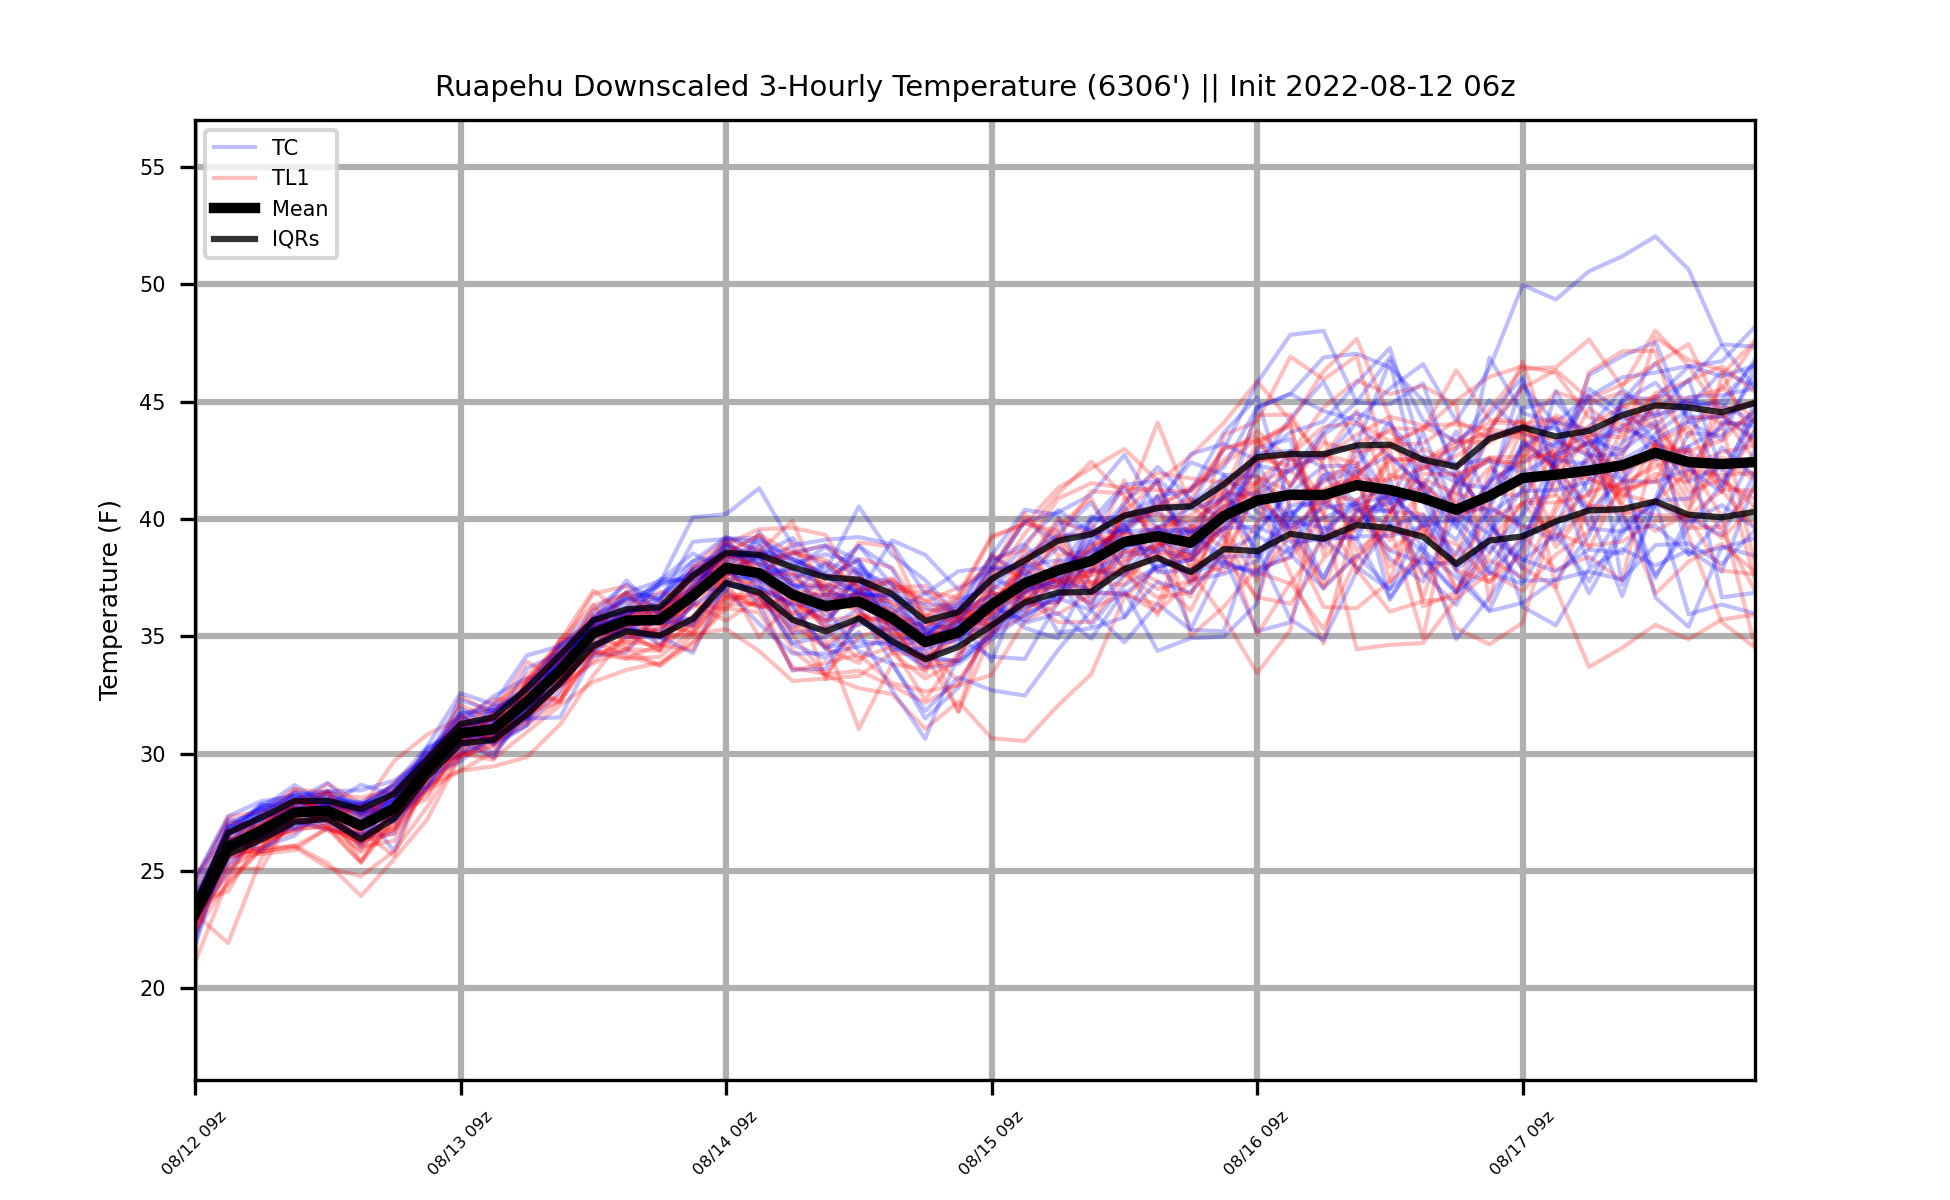 Ruapehu Downscaled 3-Hourly Temperature (6306') || Init 2022-08-12 06z
TC
TL1
Mean
IQRs
Temperature (F)
55
50
45
40
35
30
25
20
08/12 09z
08/13 09z
08/14 09z
08/15 09z
08/16 09z
08/17 09z